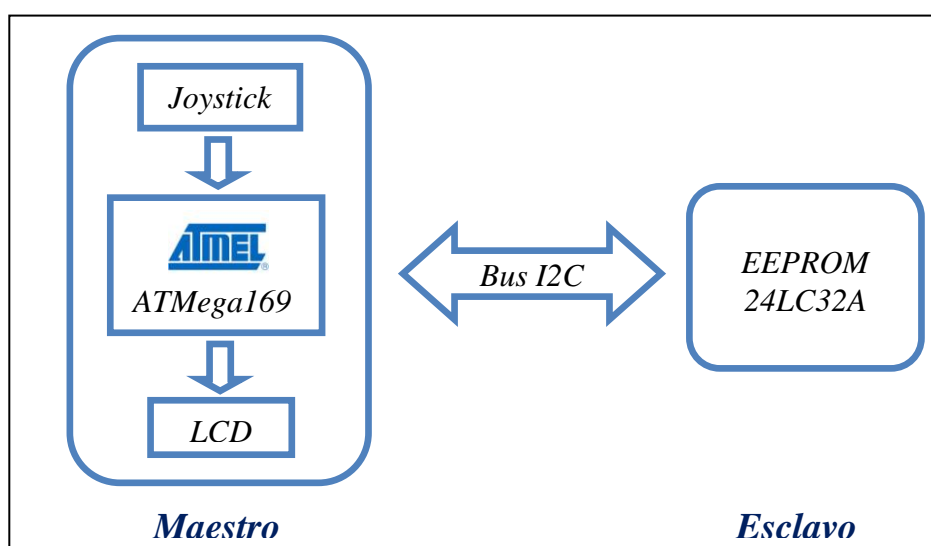 Joystick
ATMEL
ATMega169
LCD
Bus I2C
EEPROM
24LC32A
Maestro
Esclavo